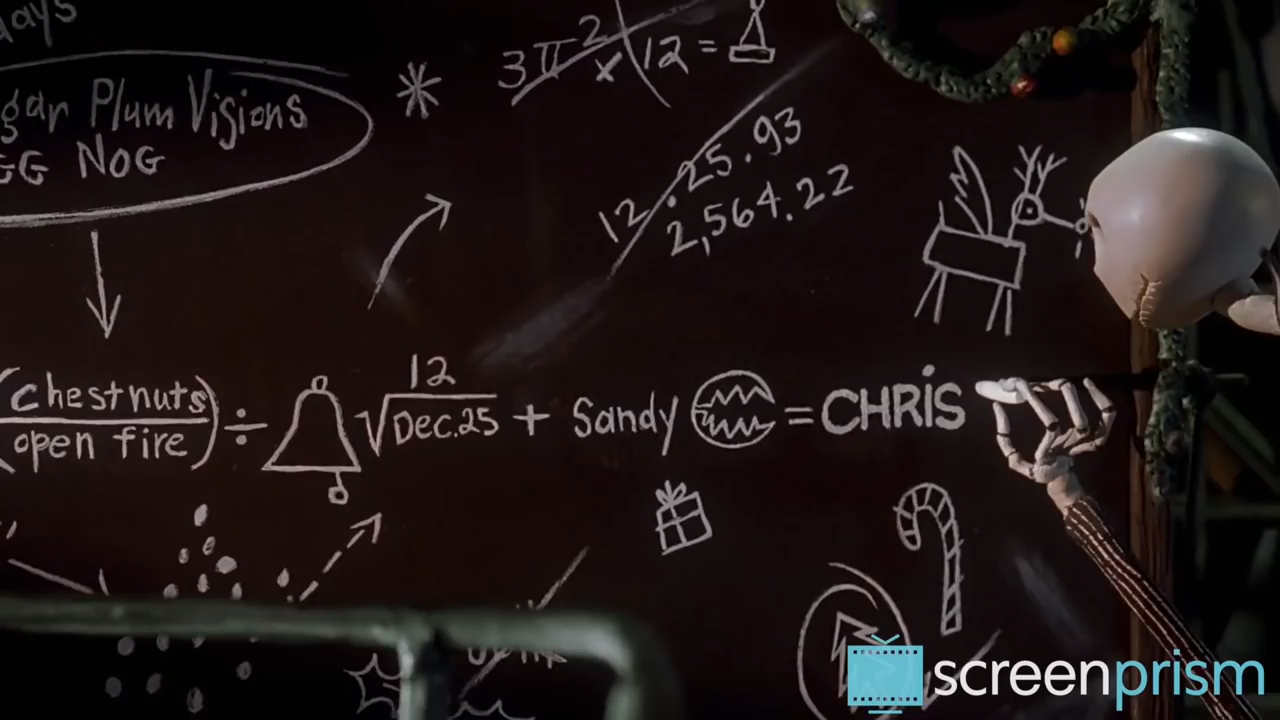 ays
gar Plum Visions
GG NOG
*
3π² x 12 =
12.25.93
2,564.22
(chestnuts
open fire) ÷ √12
Dec.25 + Sandy = CHRiS
screenprism